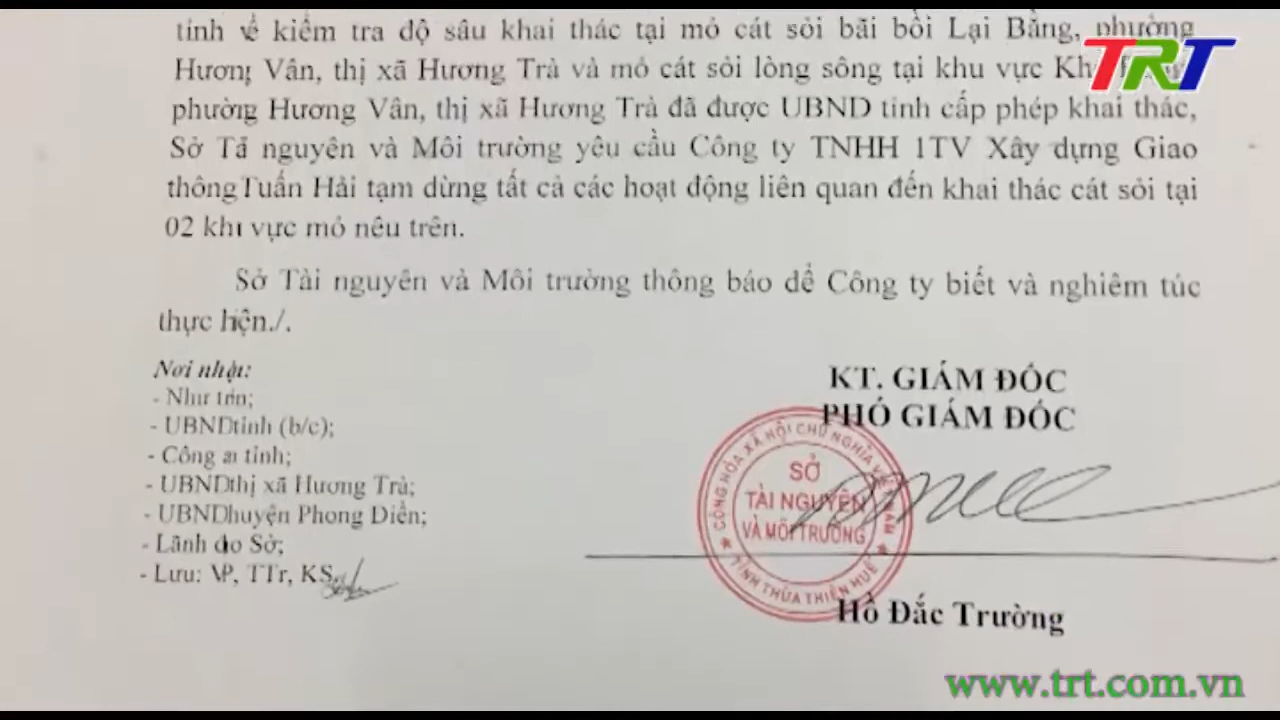 tỉnh về kiểm tra độ sâu khai thác tại mỏ cát sỏi bãi bồi Lại Bằng, phường
Hương Vân, thị xã Hương Trà và mỏ cát sỏi lòng sông tại khu vực
phường Hương Vân, thị xã Hương Trà đã được UBND tỉnh cấp phép khai thác,
Sở Tài nguyên và Môi trường yêu cầu Công ty TNHH 1TV Xây dựng Giao
thông Tuấn Hải tạm dừng tất cả các hoạt động liên quan đến khai thác cát sỏi tại
02 khu vực mỏ nêu trên.
Sở Tài nguyên và Môi trường thông báo để Công ty biết và nghiêm túc
thực hiện./.
Nơi nhận:
- Như trên;
- UBND tỉnh (b/c);
- Công an tỉnh;
- UBND thị xã Hương Trà;
- UBND huyện Phong Điền;
- Lãnh đạo Sở;
- Lưu: VP, TTr, KS.
KT. GIÁM ĐỐC
PHÓ GIÁM ĐỐC
CỘNG HÒA XÃ HỘI CHỦ NGHĨA VIỆT NAM
SỞ
TÀI NGUYÊN
VÀ MÔI TRƯỜNG
TỈNH THỪA THIÊN HUẾ
Hồ Đắc Trường
TRT
www.trt.com.vn